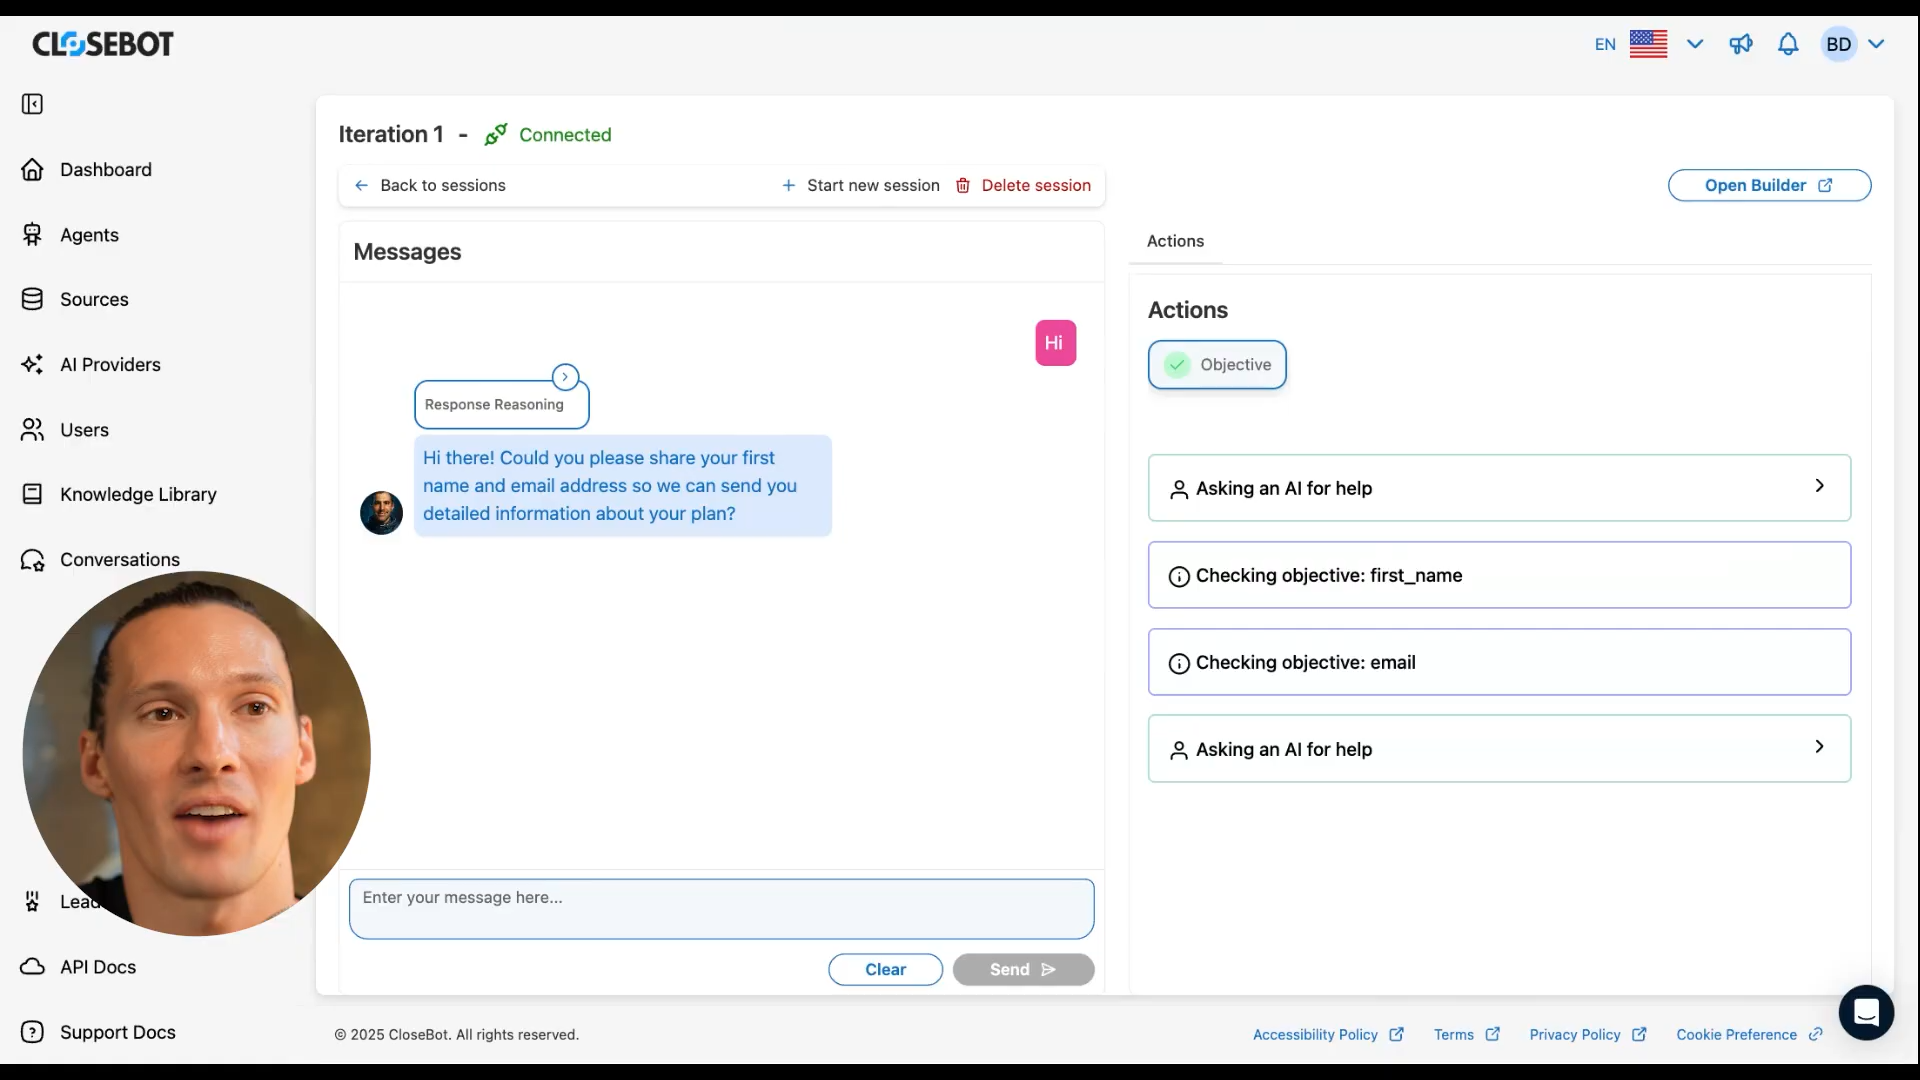 CLOSEBOT
EN
BD
Dashboard
Agents
Sources
AI Providers
Users
Knowledge Library
Conversations
Lead
API Docs
Support Docs
Iteration 1 - Connected
Back to sessions
+ Start new session
Delete session
Open Builder
Messages
Hi
Response Reasoning
Hi there! Could you please share your first
name and email address so we can send you
detailed information about your plan?
Enter your message here...
Clear
Send
Actions
Actions
Objective
Asking an AI for help
Checking objective: first_name
Checking objective: email
Asking an AI for help
© 2025 CloseBot. All rights reserved.
Accessibility Policy
Terms
Privacy Policy
Cookie Preference